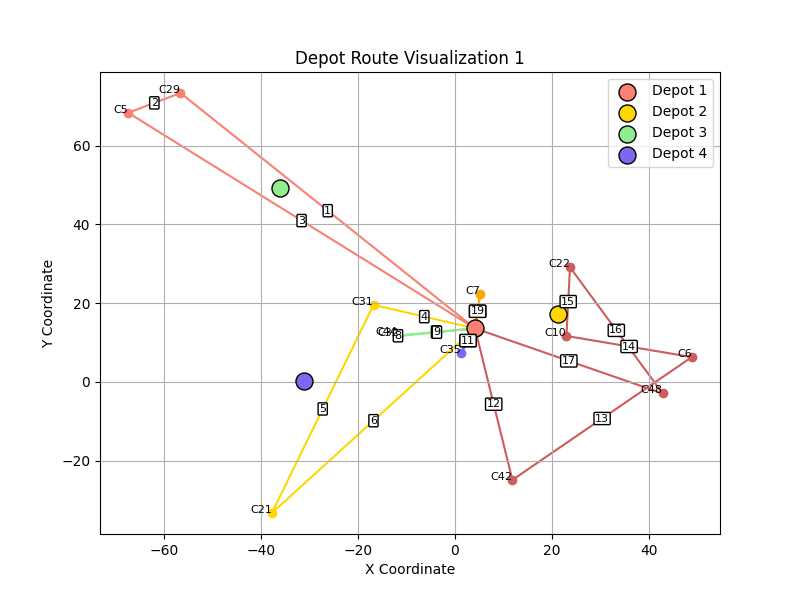 Depot Route Visualization 1
Depot 1
Depot 2
Depot 3
Depot 4
Y Coordinate
60
40
20
0
−20
−60
−40
−20
0
20
40
X Coordinate
C29
C5
2
1
3
C22
C7
C31
15
19
4
16
9
8
C10
11
14
C35
C6
17
C48
12
5
6
13
C42
C21